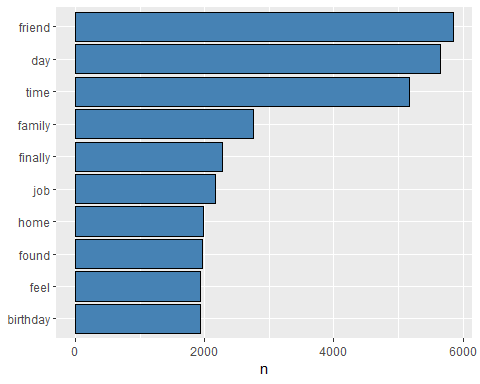 friend
day
time
family
finally
job
home
found
feel
birthday
0 2000 4000 6000
n